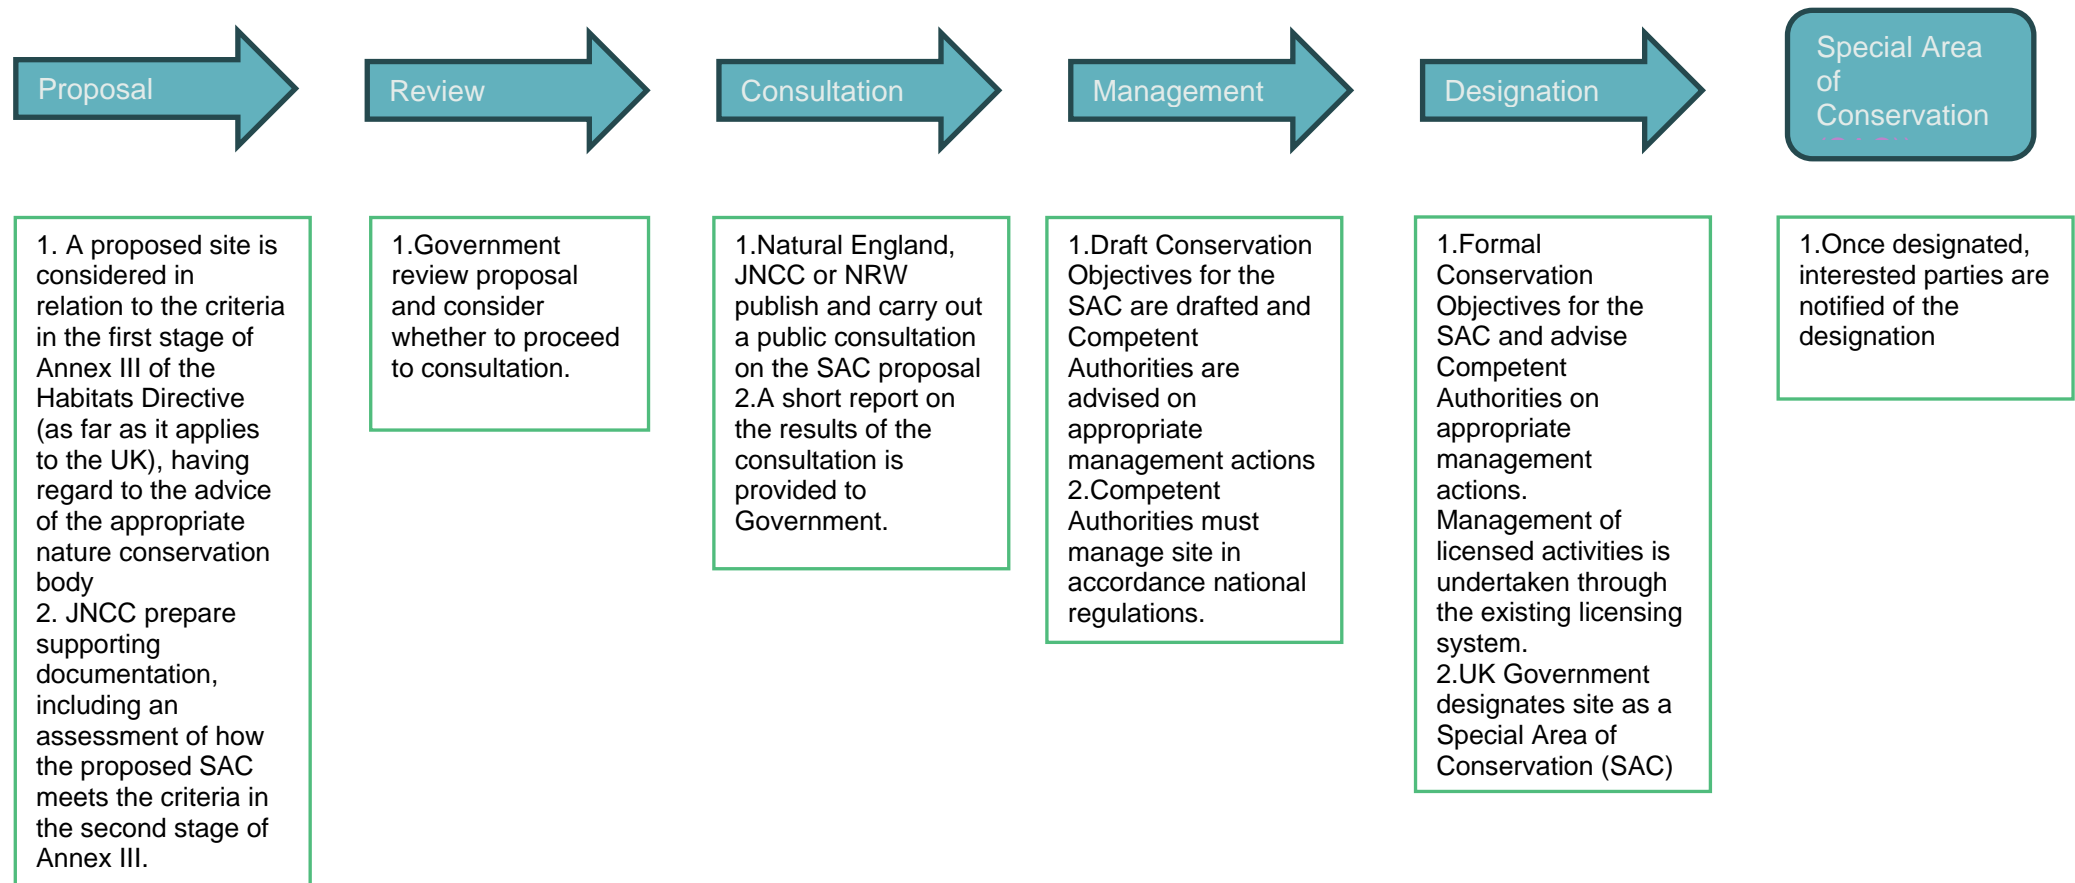 Proposal
Review
Consultation
Management
Designation
Special Area
of
Conservation
1. A proposed site is
considered in
relation to the criteria
in the first stage of
Annex III of the
Habitats Directive
(as far as it applies
to the UK), having
regard to the advice
of the appropriate
nature conservation
body
2. JNCC prepare
supporting
documentation,
including an
assessment of how
the proposed SAC
meets the criteria in
the second stage of
Annex III.
1.Government
review proposal
and consider
whether to proceed
to consultation.
1.Natural England,
JNCC or NRW
publish and carry out
a public consultation
on the SAC proposal
2.A short report on
the results of the
consultation is
provided to
Government.
1.Draft Conservation
Objectives for the
SAC are drafted and
Competent
Authorities are
advised on
appropriate
management actions
2.Competent
Authorities must
manage site in
accordance national
regulations.
1.Formal
Conservation
Objectives for the
SAC and advise
Competent
Authorities on
appropriate
management
actions.
Management of
licensed activities is
undertaken through
the existing licensing
system.
2.UK Government
designates site as a
Special Area of
Conservation (SAC)
1.Once designated,
interested parties are
notified of the
designation